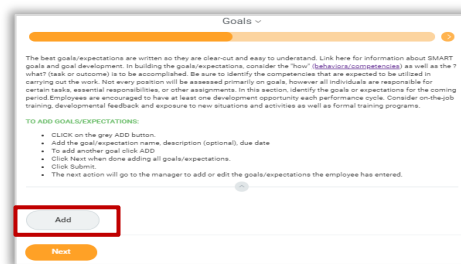 Goals
The best goals/expectations are written so they are clear-cut and easy to understand. Link here for information about SMART
goals and goal development. In building the goals/expectations, consider the "how" (behaviors/competencies) as well as the ?
what? (task or outcome) is to be accomplished. Be sure to identify the competencies that are expected to be utilized in
carrying out the work. Not every position will be assessed primarily on goals, however all individuals are responsible for
certain tasks, essential responsibilities, or other assignments. In this section, identify the goals or expectations for the coming
period.Employees are encouraged to have at least one development opportunity each performance cycle. Consider on-the-job
training, developmental feedback and exposure to new situations and activities as well as formal training programs.
TO ADD GOALS/EXPECTATIONS:
• CLICK on the grey ADD button.
• Add the goal/expectation name, description (optional), due date
• To add another goal click ADD
• Click Next when done adding all goals/expectations.
• Click Submit.
• The next action will go to the manager to add or edit the goals/expectations the employee has entered.
Add
Next